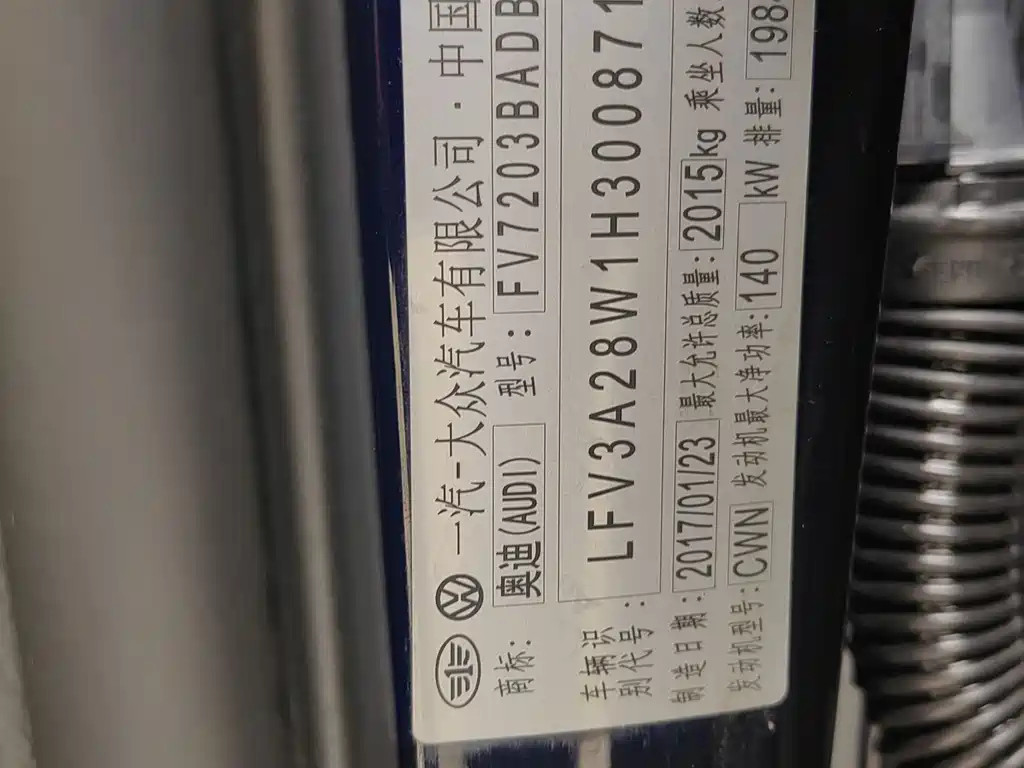 一汽-大众汽车有限公司·中国
商标: 奥迪(AUDI) 型号: FV7203BADB
车辆识别代号: LFV3A28W1H300871
制造日期: 2017/01/23 最大允许总质量: 2015kg 乘坐人数
发动机型号: CWN 发动机最大净功率: 140 kW 排量: 198